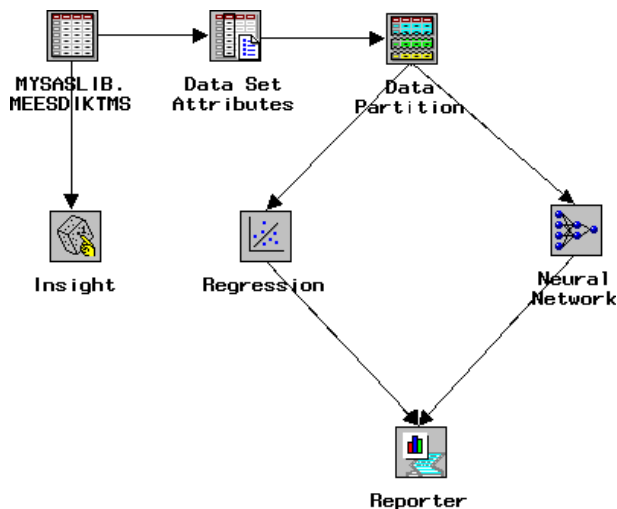 MYSASLIB.
MEESDIKTMS
Data Set
Attributes
Data
Partition
Insight
Regression
Neural
Network
Reporter